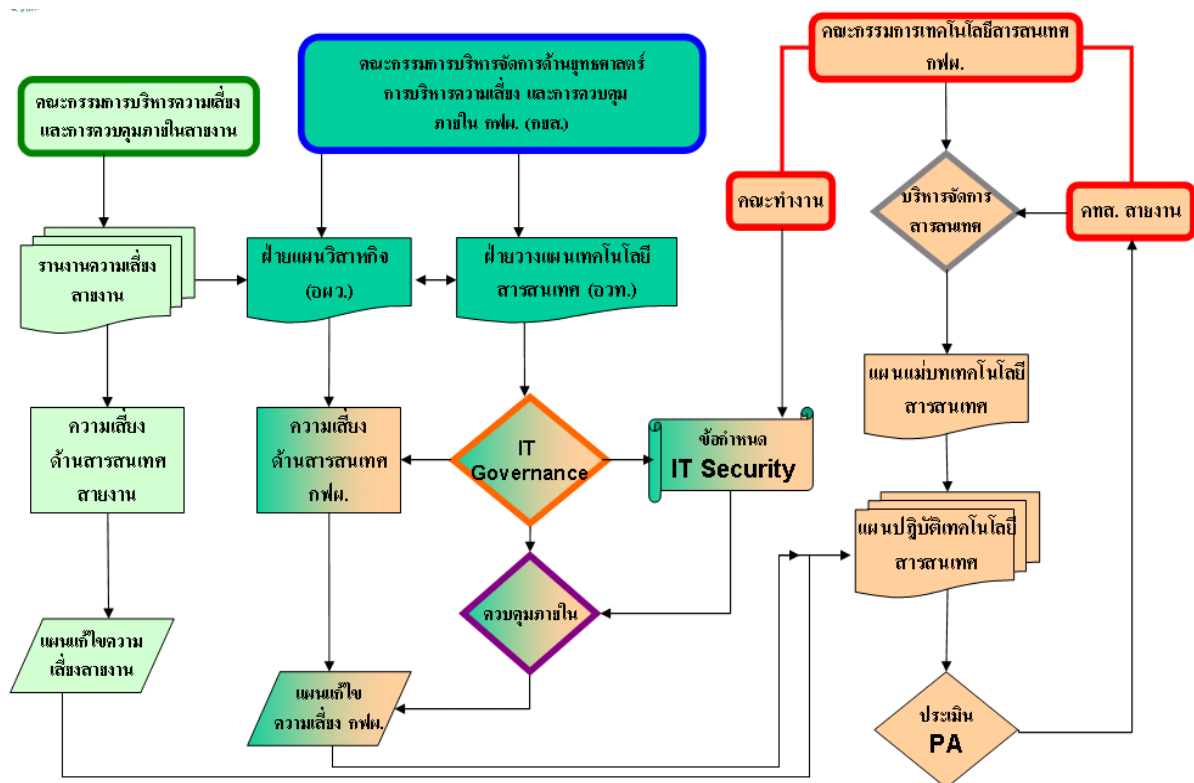 คณะกรรมการบริหารความเสี่ยง
และการควบคุมภายในสายงาน
คณะกรรมการบริหารจัดการด้านยุทธศาสตร์
การบริหารความเสี่ยง และการควบคุม
ภายใน กฟผ. (กยส.)
คณะกรรมการเทคโนโลยีสารสนเทศ
กฟผ.
คณะทำงาน
บริหารจัดการ
สารสนเทศ
คทส. สายงาน
รานงานความเสี่ยง
สายงาน
ฝ่ายแผนวิสาหกิจ
(อผว.)
ฝ่ายวางแผนเทคโนโลยี
สารสนเทศ (อวท.)
แผนแม่บทเทคโนโลยี
สารสนเทศ
ความเสี่ยง
ด้านสารสนเทศ
สายงาน
ความเสี่ยง
ด้านสารสนเทศ
กฟผ.
IT
Governance
ข้อกำหนด
IT Security
แผนปฎิบัติเทคโนโลยี
สารสนเทศ
ควบคุมภายใน
แผนแก้ไขความ
เสี่ยงสายงาน
แผนแก้ไข
ความเสี่ยง กฟผ.
ประเมิน
PA